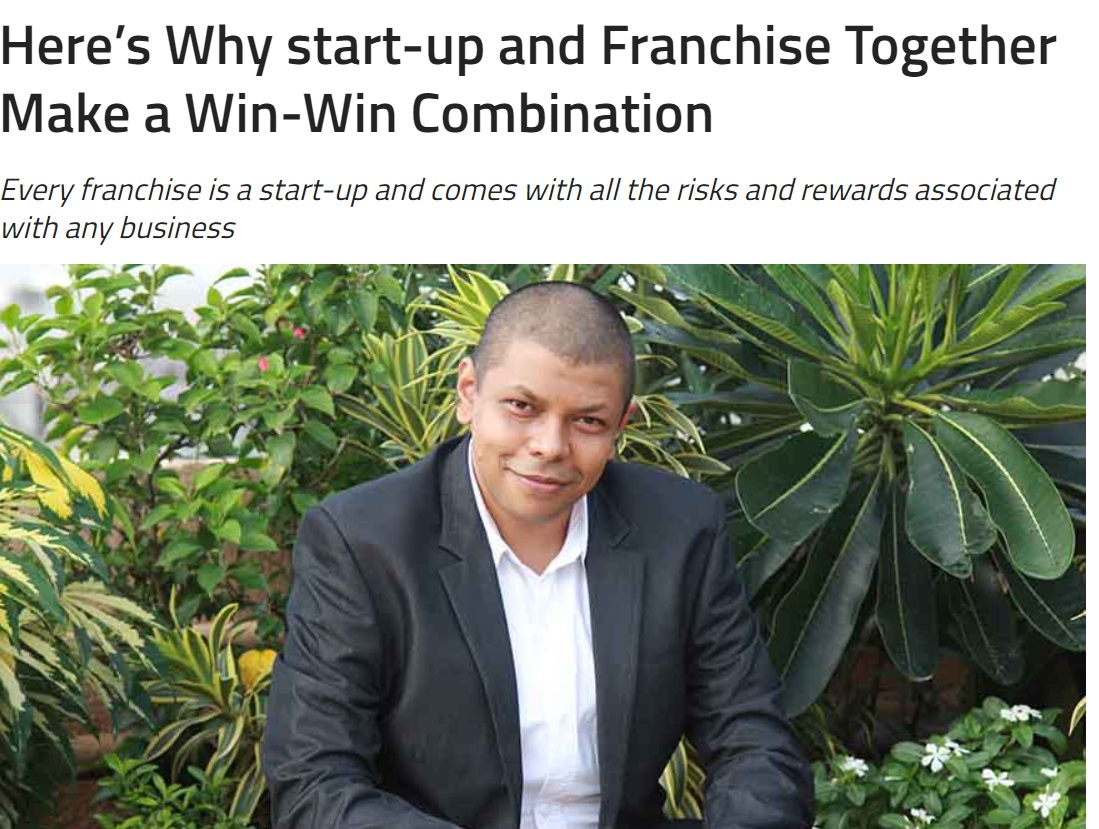 Here’s Why start-up and Franchise Together
Make a Win-Win Combination
Every franchise is a start-up and comes with all the risks and rewards associated
with any business